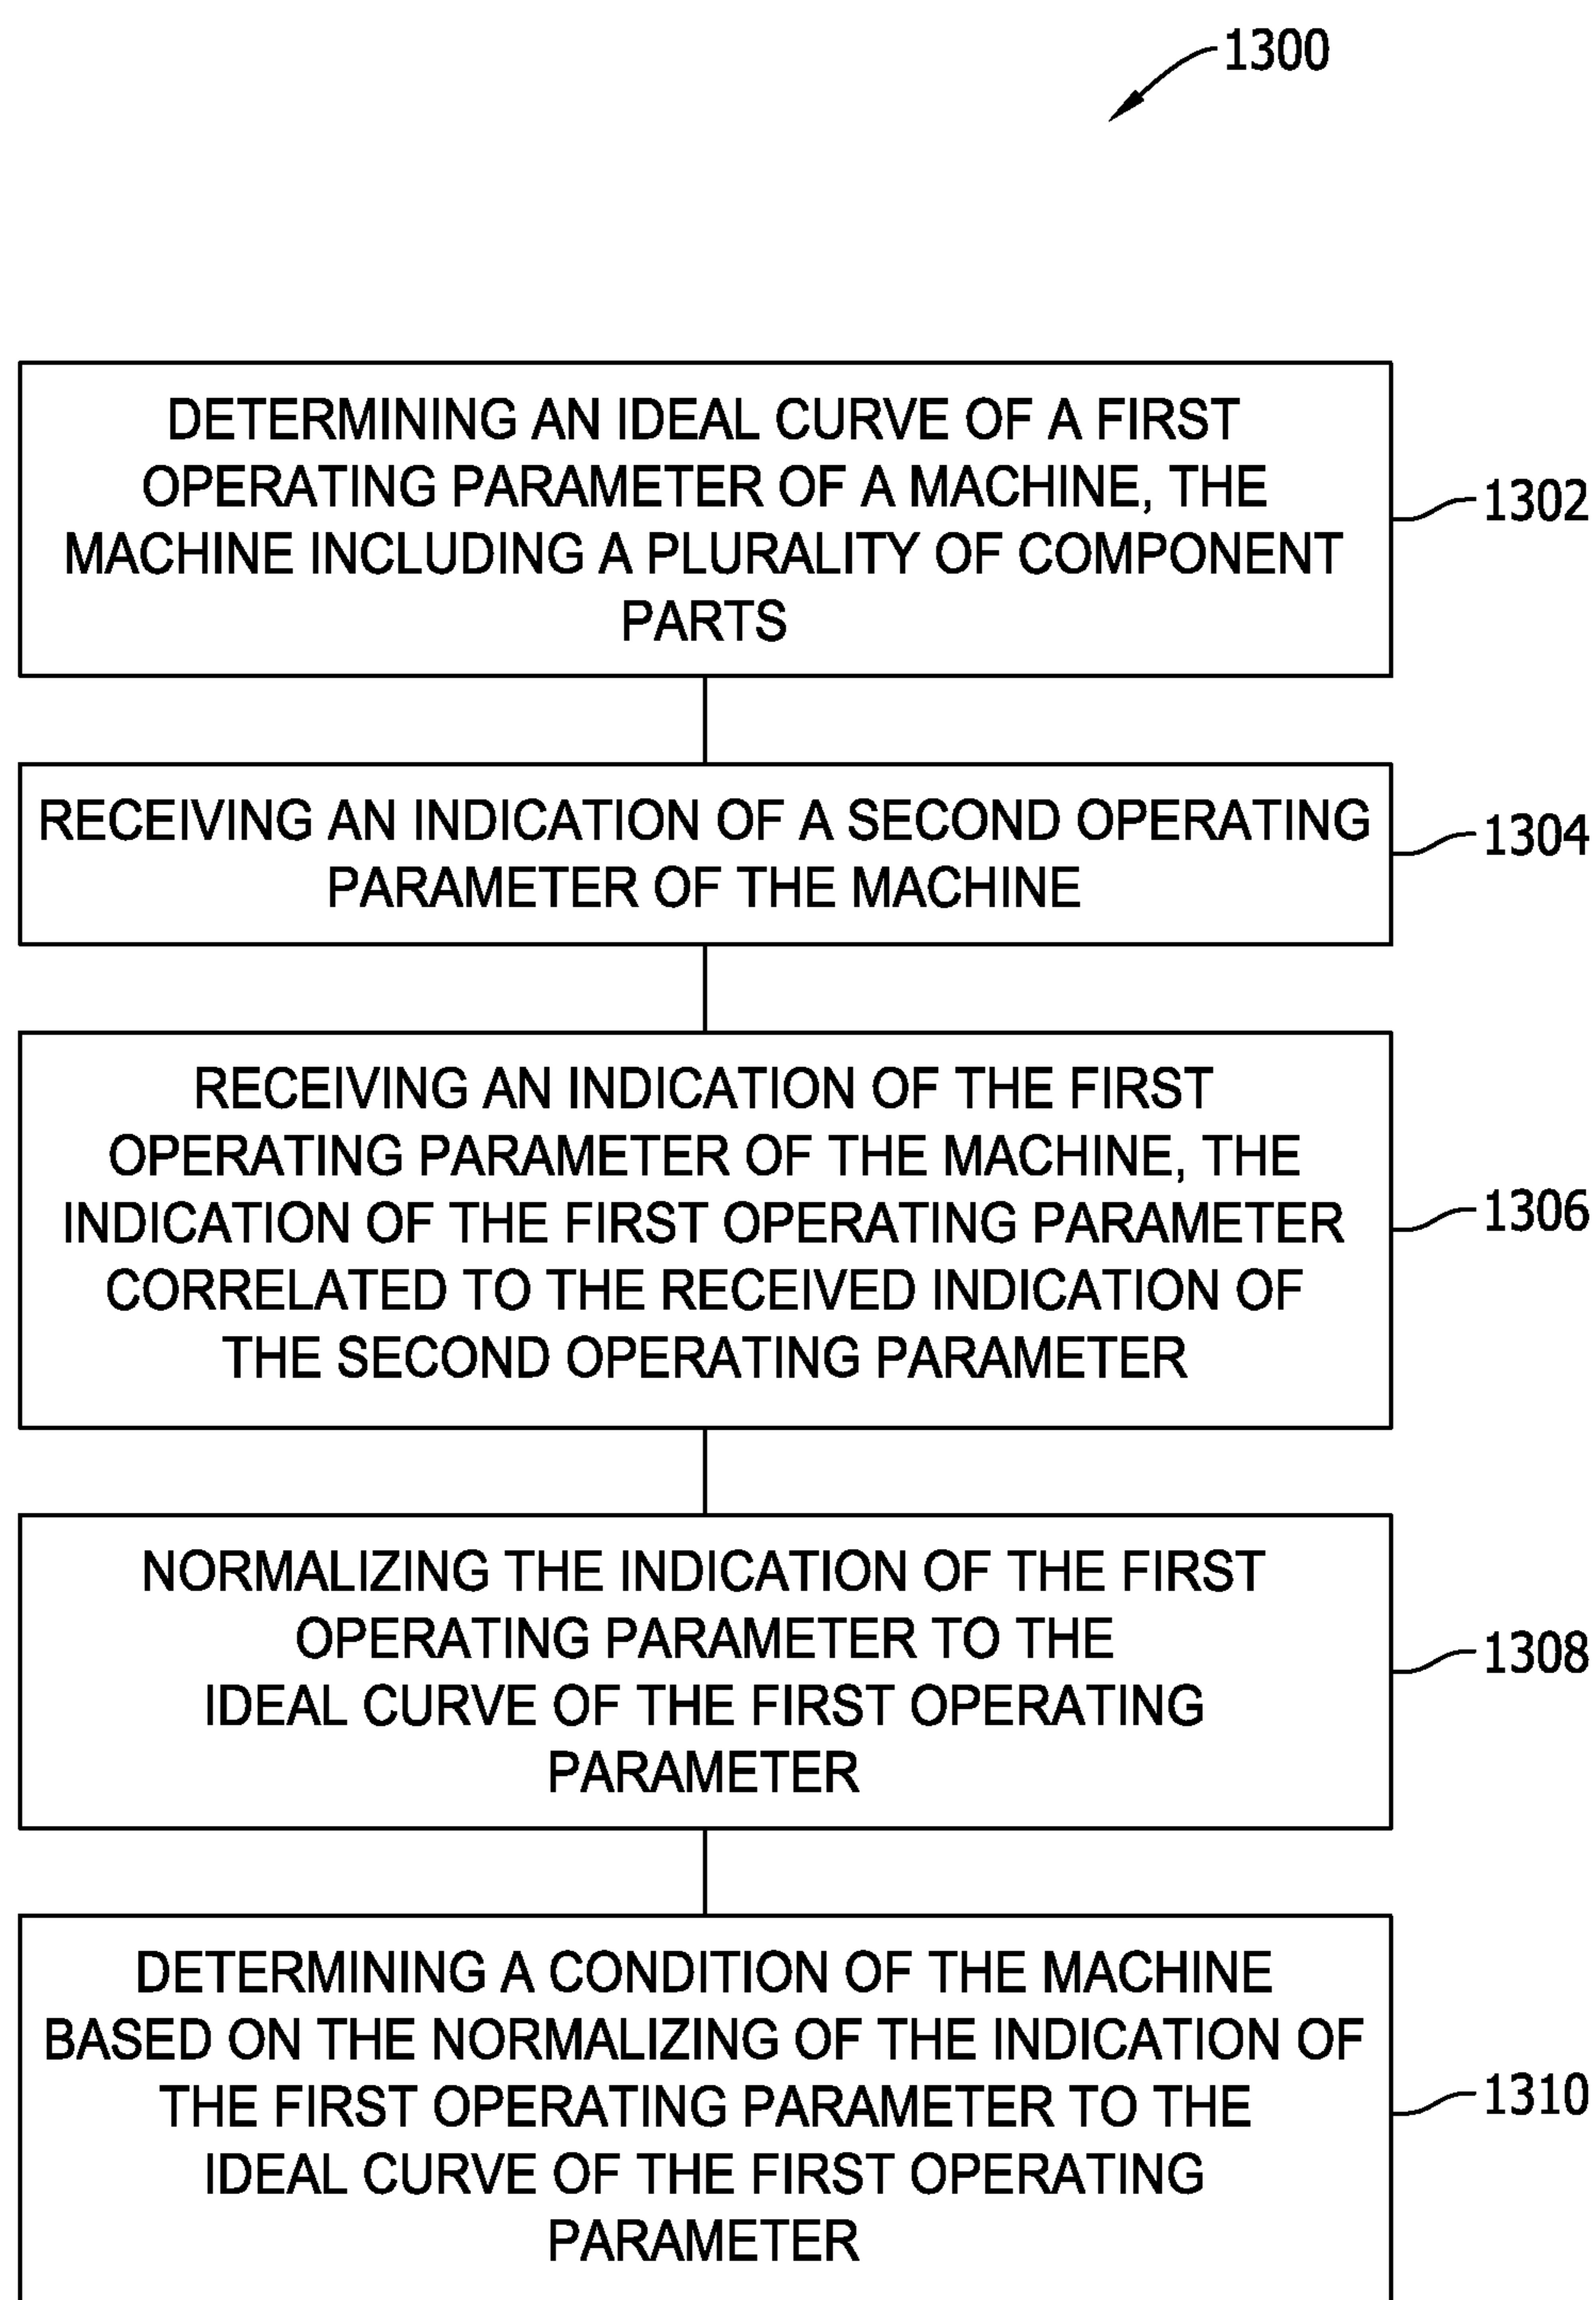 1300
DETERMINING AN IDEAL CURVE OF A FIRST
OPERATING PARAMETER OF A MACHINE, THE
MACHINE INCLUDING A PLURALITY OF COMPONENT
PARTS
1302
RECEIVING AN INDICATION OF A SECOND OPERATING
PARAMETER OF THE MACHINE
1304
RECEIVING AN INDICATION OF THE FIRST
OPERATING PARAMETER OF THE MACHINE, THE
INDICATION OF THE FIRST OPERATING PARAMETER
CORRELATED TO THE RECEIVED INDICATION OF
THE SECOND OPERATING PARAMETER
1306
NORMALIZING THE INDICATION OF THE FIRST
OPERATING PARAMETER TO THE
IDEAL CURVE OF THE FIRST OPERATING
PARAMETER
1308
DETERMINING A CONDITION OF THE MACHINE
BASED ON THE NORMALIZING OF THE INDICATION OF
THE FIRST OPERATING PARAMETER TO THE
IDEAL CURVE OF THE FIRST OPERATING
PARAMETER
1310